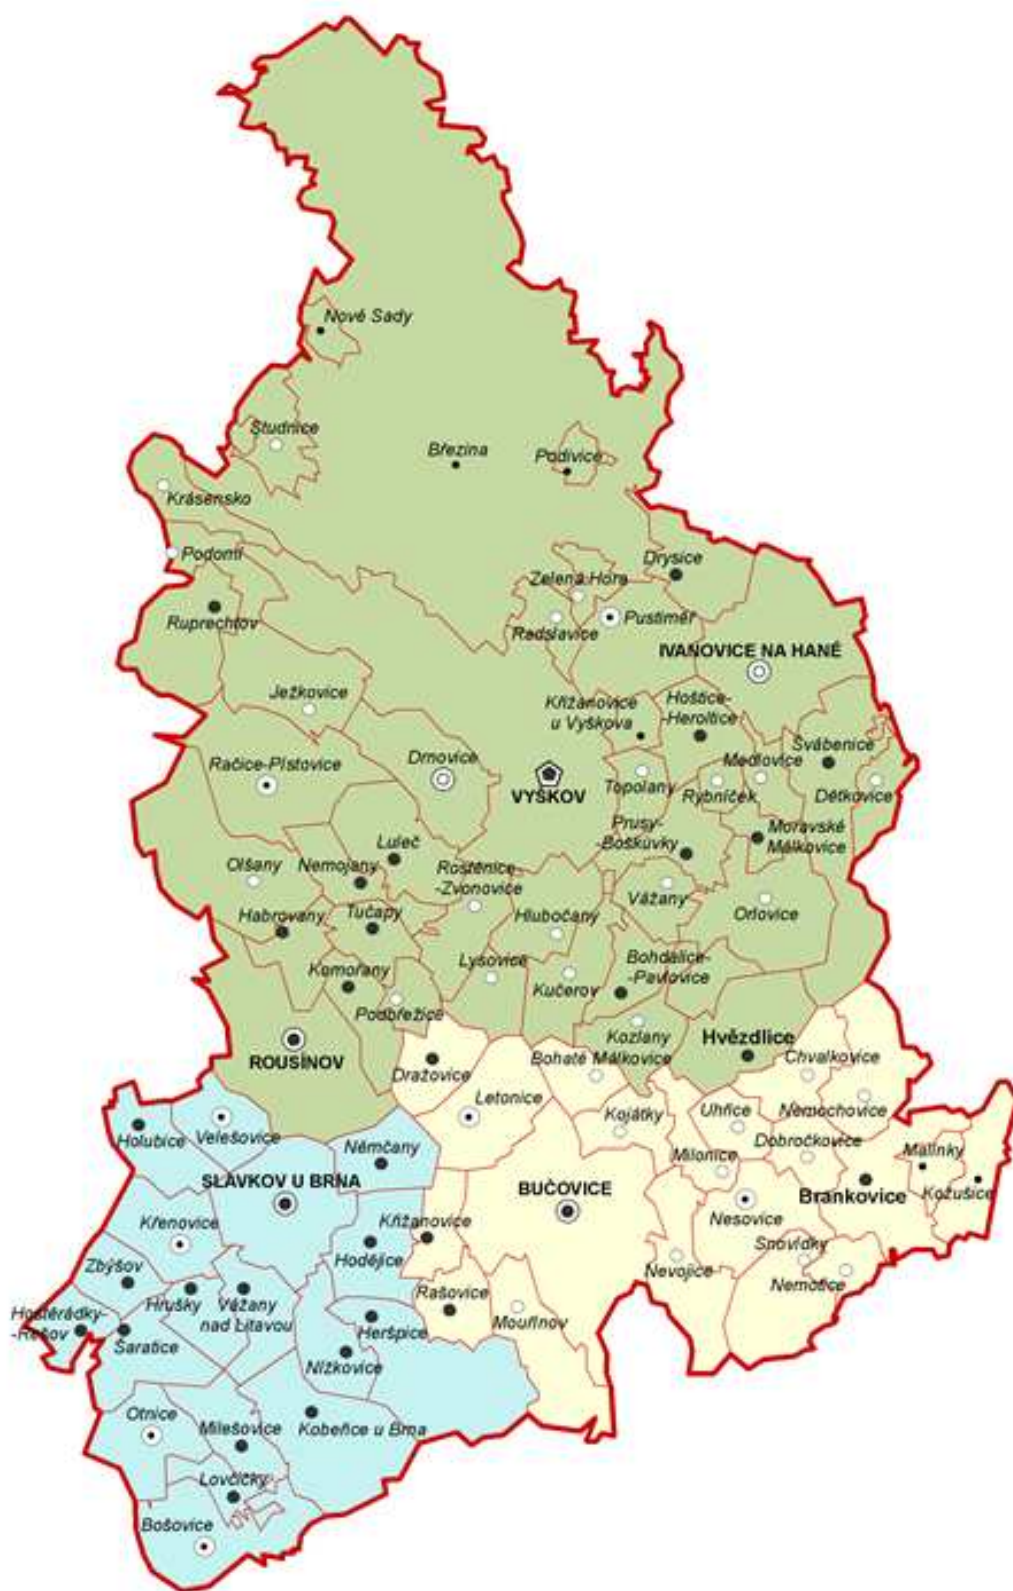 Nové Sady
Studnice
Březina
Podivice
Krásensko
Podomí
Drysice
Zelená Hora
Ruprechtov
Radslavice
Pustiměř
IVANOVICE NA HANÉ
Ježkovice
Křižanovice
u Vyškova
Hoštice-
-Heroltice
Račice-Pístovice
Drnovice
VYŠKOV
Topolany
Rybníček
Medlovice
Švábenice
Dětkovice
Prusy-
-Boškůvky
Moravské
Málkovice
Luleč
Nemojany
Olšany
Rostěnice-
-Zvonovice
Vážany
Orlovice
Habrovany
Tučapy
Hlubočany
Lysovice
Kučerov
Bohdalice-
-Pavlovice
Komořany
Podbřežice
Kozlany
Hvězdlice
ROUSÍNOV
Dražovice
Bohaté Málkovice
Chvalkovice
Letonice
Kojátky
Uhřice
Nemochovice
Holubice
Velešovice
Němčany
Milonice
Dobročkovice
Malínky
SLAVKOV U BRNA
BUČOVICE
Brankovice
Kožušice
Křenovice
Křižanovice
Nesovice
Hodějice
Snovídky
Zbýšov
Nevojice
Nemotice
Hrušky
Vážany
nad Litavou
Rašovice
Mouřínov
Hostěrádky-
-Rešov
Šaratice
Heršpice
Nížkovice
Otnice
Milešovice
Kobeřice u Brna
Lovčičky
Bošovice